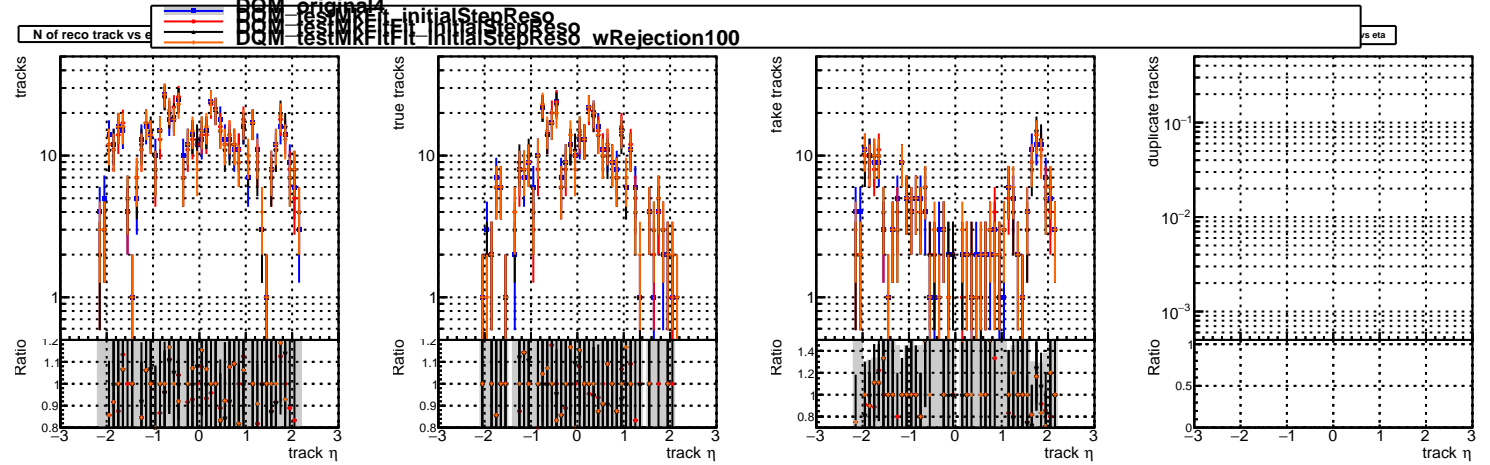 DQM_original4
DQM_testMkFit_initialStepReso
DQM_testMkFitFit_initialStepReso
DQM_testMkFitFit_initialStepReso_wRejection100
N of reco track vs e
vs eta
tracks
10
1
Ratio
1.2
1.1
1
0.9
0.8
−3 −2 −1 0 1 2 3
track η
true tracks
10
1
Ratio
1.2
1.1
1
0.9
0.8
−3 −2 −1 0 1 2 3
track η
fake tracks
10
1
Ratio
1.4
1.2
1
0.8
−3 −2 −1 0 1 2 3
track η
duplicate tracks
10−1
10−2
10−3
Ratio
1
0.5
0
−3 −2 −1 0 1 2 3
track η